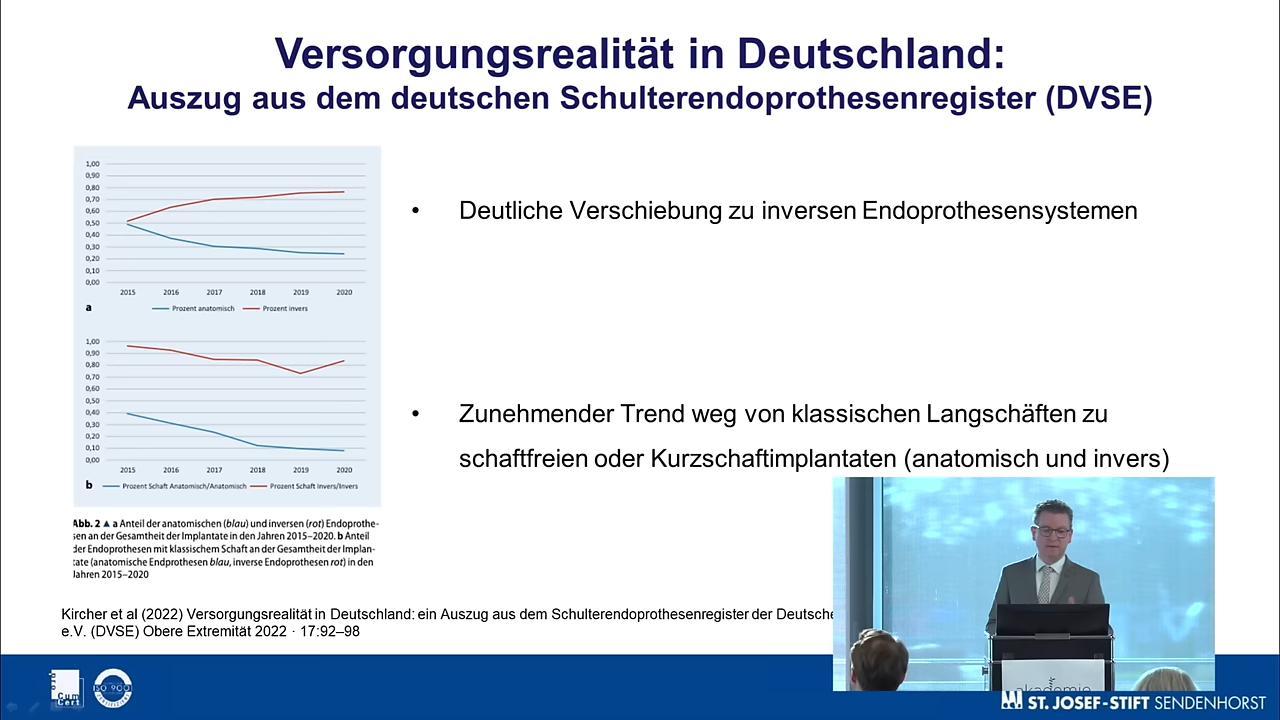 Versorgungsrealität in Deutschland:
Auszug aus dem deutschen Schulterendoprothesenregister (DVSE)
1,00
0,90
0,80
0,70
0,60
0,50
0,40
0,30
0,20
0,10
0,00
2015 2016 2017 2018 2019 2020
a
Prozent anatomisch Prozent invers
1,00
0,90
0,80
0,70
0,60
0,50
0,40
0,30
0,20
0,10
0,00
2015 2016 2017 2018 2019 2020
b
Prozent Schaft Anatomisch/Anatomisch Prozent Schaft Invers/Invers
Abb. 2 ▲ a Anteil der anatomischen (blau) und inversen (rot) Endoprothe-
sen an der Gesamtheit der Implantate in den Jahren 2015–2020. b Anteil
der Endoprothesen mit klassischem Schaft an der Gesamtheit der Implan-
tate (anatomische Endprothesen blau, inverse Endoprothesen rot) in den
Jahren 2015–2020
• Deutliche Verschiebung zu inversen Endoprothesensystemen
• Zunehmender Trend weg von klassischen Langschäften zu
schaftfreien oder Kurzschaftimplantaten (anatomisch und invers)
Kircher et al (2022) Versorgungsrealität in Deutschland: ein Auszug aus dem Schulterendoprothesenregister der Deutsche
e.V. (DVSE) Obere Extremität 2022 · 17:92–98
akademie
Cum
Cert
ISO 9001
ST. JOSEF-STIFT SENDENHORST